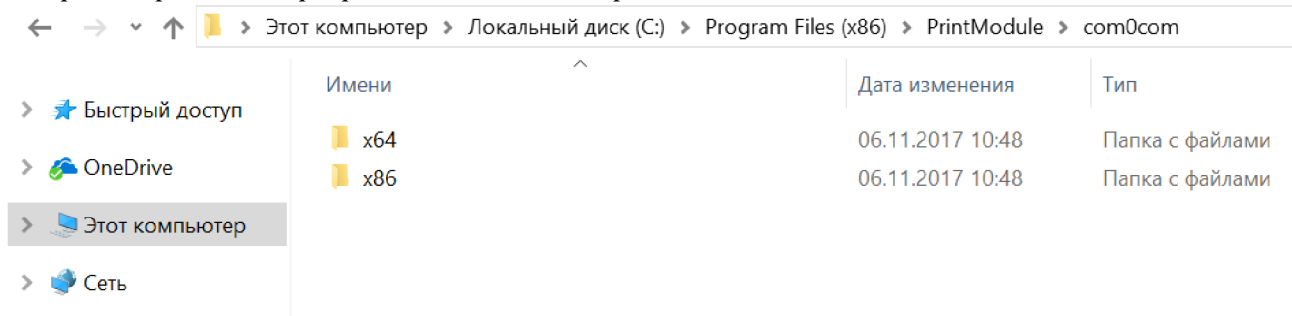 Этот компьютер > Локальный диск (C:) > Program Files (x86) > PrintModule > com0com
Имени Дата изменения Тип
Быстрый доступ
x64 06.11.2017 10:48 Папка с файлами
OneDrive
x86 06.11.2017 10:48 Папка с файлами
Этот компьютер
Сеть